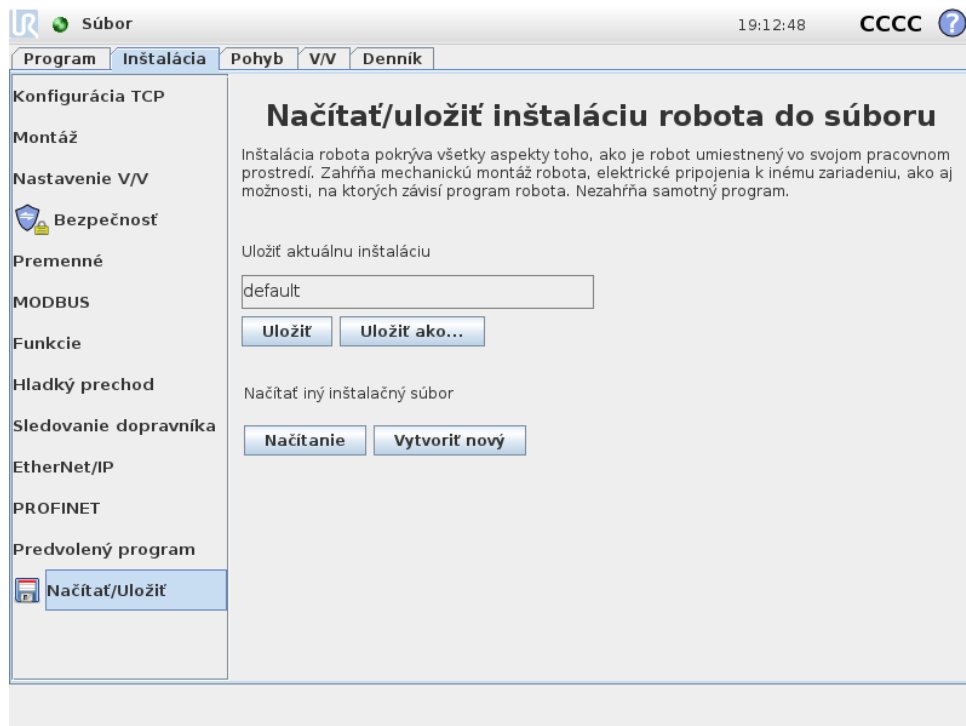 UR Súbor 19:12:48 CCCC ?
Program Inštalácia Pohyb V/V Denník
Konfigurácia TCP
Montáž
Nastavenie V/V
Bezpečnosť
Premenné
MODBUS
Funkcie
Hladký prechod
Sledovanie dopravníka
EtherNet/IP
PROFINET
Predvolený program
Načítať/Uložiť
Načítať/uložiť inštaláciu robota do súboru
Inštalácia robota pokrýva všetky aspekty toho, ako je robot umiestnený vo svojom pracovnom
prostredí. Zahŕňa mechanickú montáž robota, elektrické pripojenia k inému zariadeniu, ako aj
možnosti, na ktorých závisí program robota. Nezahŕňa samotný program.
Uložiť aktuálnu inštaláciu
default
Uložiť Uložiť ako...
Načítať iný inštalačný súbor
Načítanie Vytvoriť nový